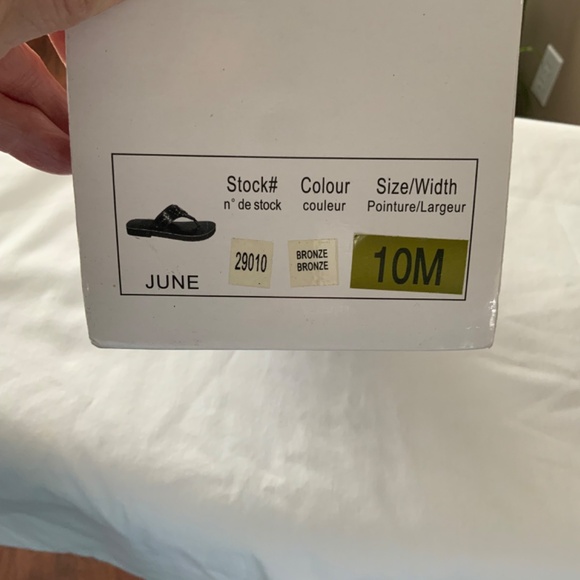 Stock# Colour Size/Width
n° de stock couleur Pointure/Largeur
29010 BRONZE 10M
BRONZE
JUNE